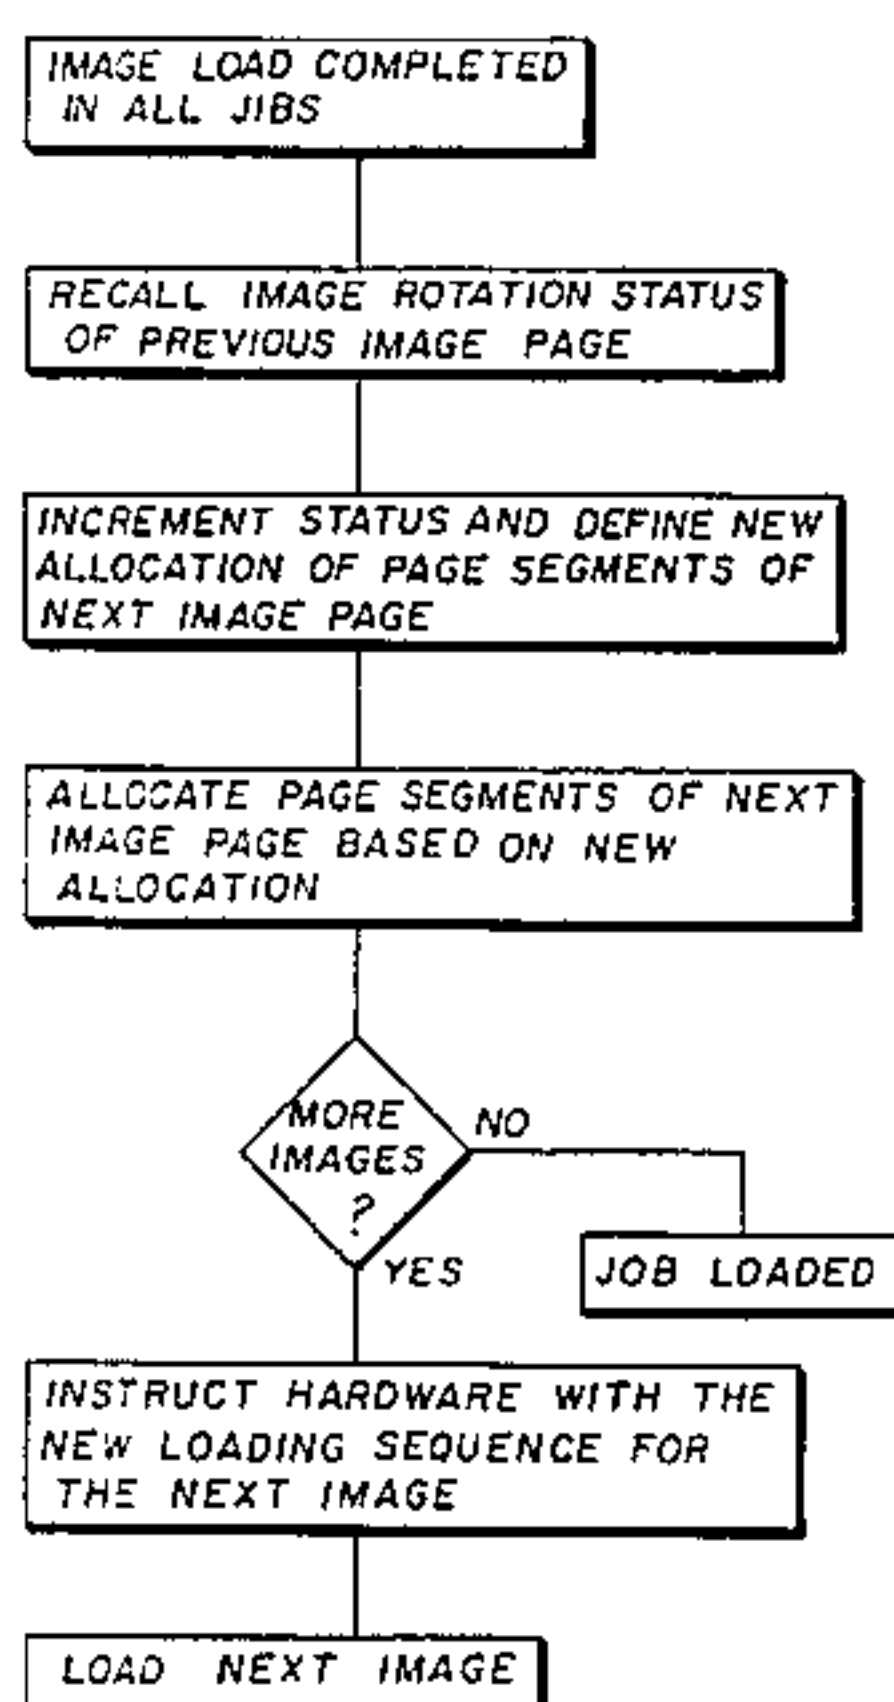 IMAGE LOAD COMPLETED
IN ALL JIBS
RECALL IMAGE ROTATION STATUS
OF PREVIOUS IMAGE PAGE
INCREMENT STATUS AND DEFINE NEW
ALLOCATION OF PAGE SEGMENTS OF
NEXT IMAGE PAGE
ALLOCATE PAGE SEGMENTS OF NEXT
IMAGE PAGE BASED ON NEW
ALLOCATION
MORE
IMAGES
?
NO
YES
JOB LOADED
INSTRUCT HARDWARE WITH THE
NEW LOADING SEQUENCE FOR
THE NEXT IMAGE
LOAD NEXT IMAGE